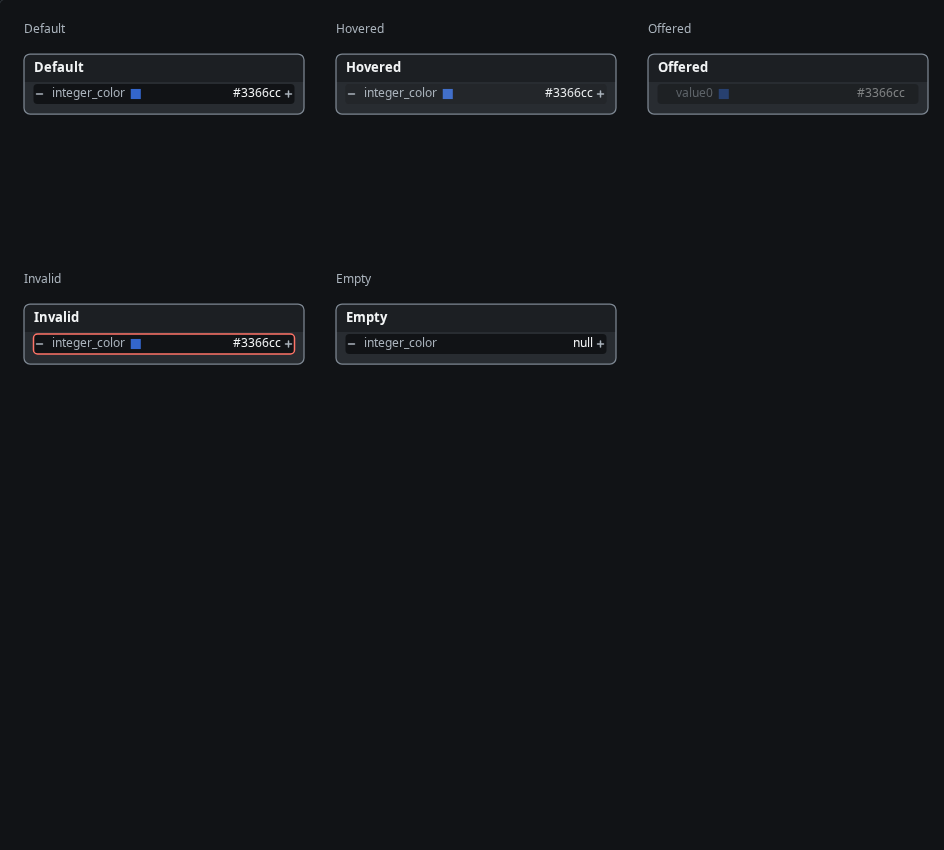 Default
Hovered
Offered
Default
Hovered
Offered
− integer_color #3366cc +
− integer_color #3366cc +
value0 #3366cc
Invalid
Empty
Invalid
Empty
− integer_color #3366cc +
− integer_color null +